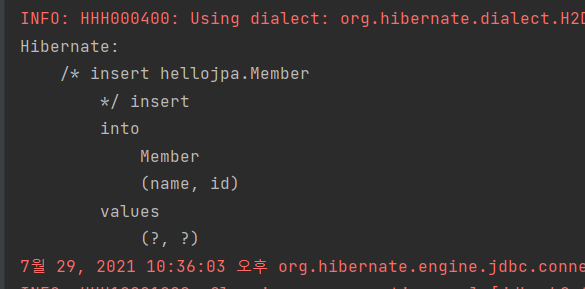 INFO: HHH000400: Using dialect: org.hibernate.dialect.H2D
Hibernate:
/* insert hellojpa.Member
*/ insert
into
Member
(name, id)
values
(?, ?)
7월 29, 2021 10:36:03 오후 org.hibernate.engine.jdbc.conne